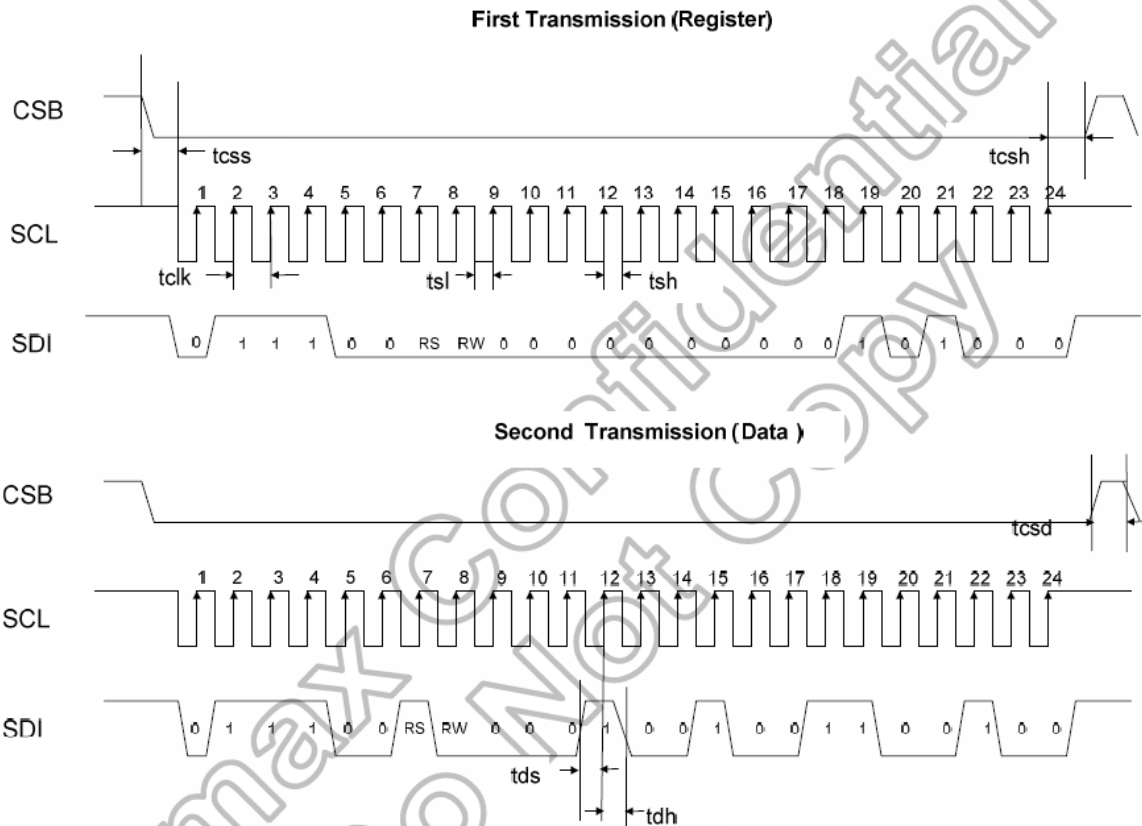 First Transmission (Register)
CSB
tcss
tcsh
1 2 3 4 5 6 7 8 9 10 11 12 13 14 15 16 17 18 19 20 21 22 23 24
SCL
tclk
tsl
tsh
SDI
0 1 1 1 0 0 RS RW 0 0 0 0 0 0 0 0 0 0 1 0 1 0 0 0
Second Transmission (Data )
CSB
tcsd
1 2 3 4 5 6 7 8 9 10 11 12 13 14 15 16 17 18 19 20 21 22 23 24
SCL
SDI
0 1 1 1 0 0 RS RW 0 0 0 1 0 0 1 0 0 1 1 0 0 1 0 0
tds
tdh
max Confidential
Do Not Copy